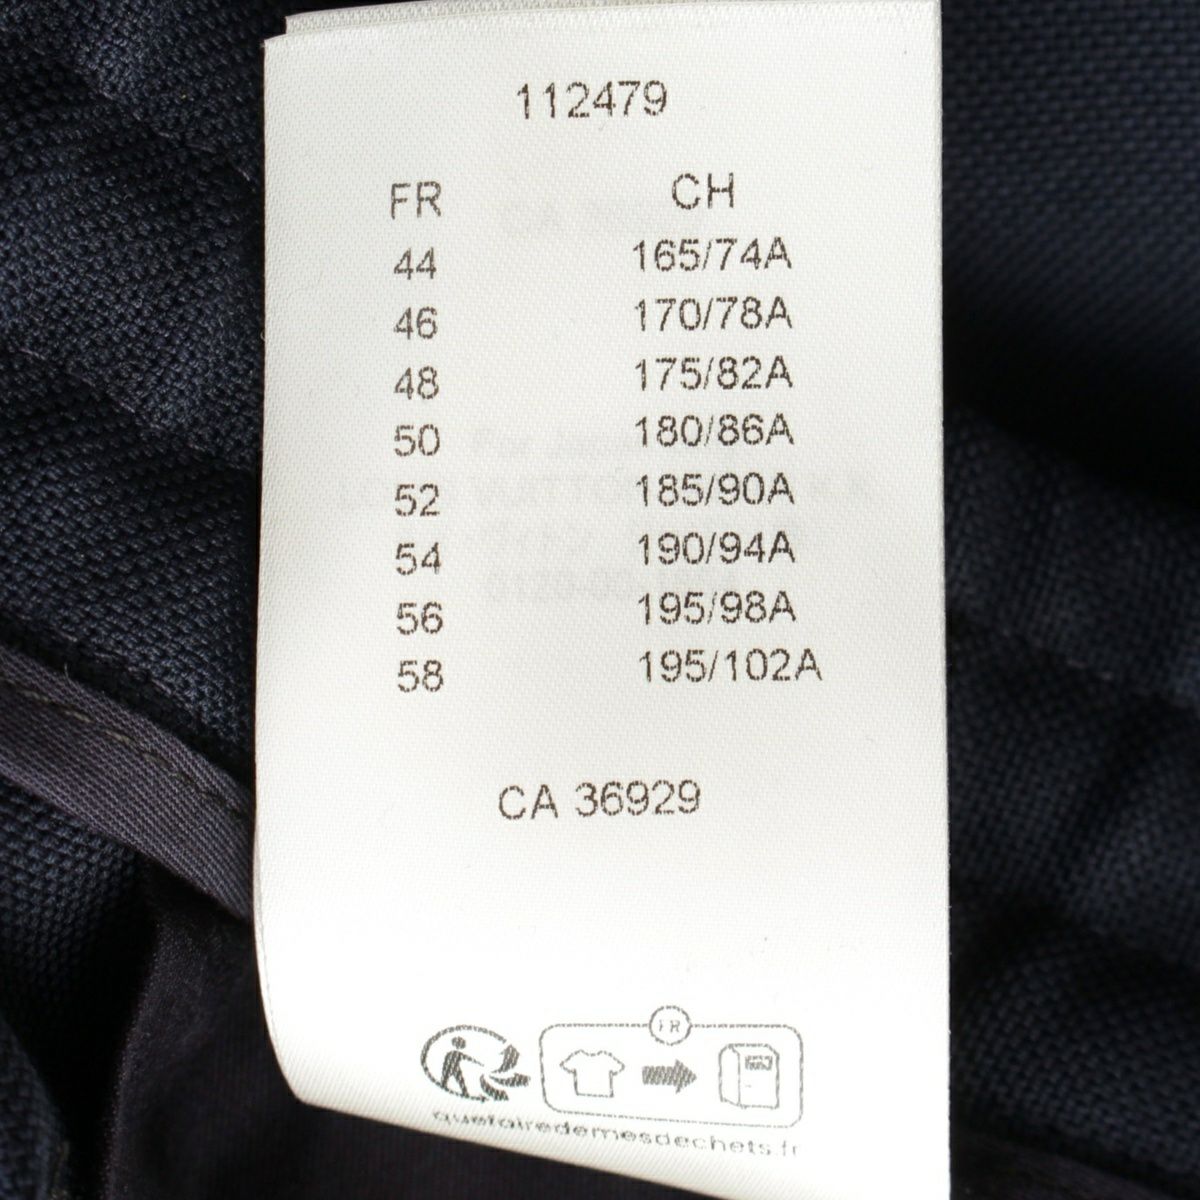 112479
FR CH
44 165/74A
46 170/78A
48 175/82A
50 180/86A
52 185/90A
54 190/94A
56 195/98A
58 195/102A
CA 36929
FR
quefairedemesdechets.fr